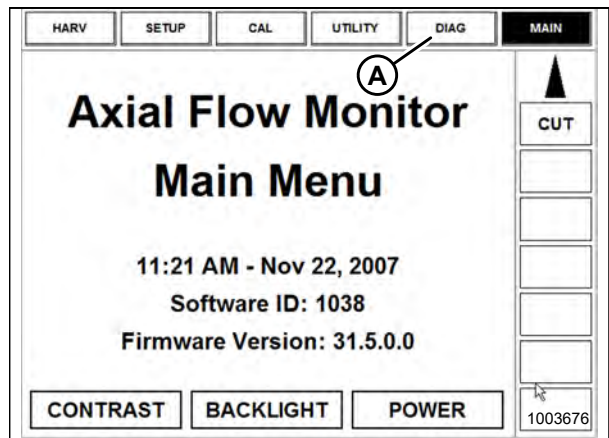 HARV SETUP CAL UTILITY DIAG MAIN
A
Axial Flow Monitor
CUT
Main Menu
11:21 AM - Nov 22, 2007
Software ID: 1038
Firmware Version: 31.5.0.0
CONTRAST BACKLIGHT POWER
1003676